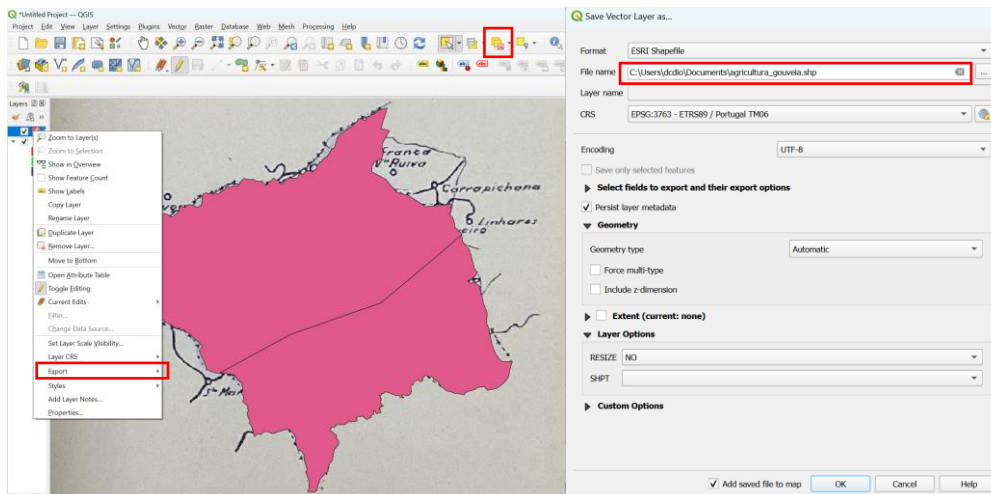 *Untitled Project — QGIS
Project Edit View Layer Settings Plugins Vector Raster Database Web Mesh Processing Help
Layers
Zoom to Layer(s)
Zoom to Selection
Show in Overview
Show Feature Count
Show Labels
Copy Layer
Rename Layer
Duplicate Layer
Remove Layer...
Move to Bottom
Open Attribute Table
Toggle Editing
Current Edits
Filter...
Change Data Source...
Set Layer Scale Visibility...
Layer CRS
Export
Styles
Add Layer Notes...
Properties...
França
Vª Ruiva
Carrapichana
Linhares
eiro
Sta Mar
Save Vector Layer as...
Format ESRI Shapefile
File name C:\Users\dcdio\Documents\agricultura_gouveia.shp
Layer name
CRS EPSG:3763 - ETRS89 / Portugal TM06
Encoding UTF-8
Save only selected features
Select fields to export and their export options
Persist layer metadata
Geometry
Geometry type Automatic
Force multi-type
Include z-dimension
Extent (current: none)
Layer Options
RESIZE NO
SHPT
Custom Options
Add saved file to map OK Cancel Help